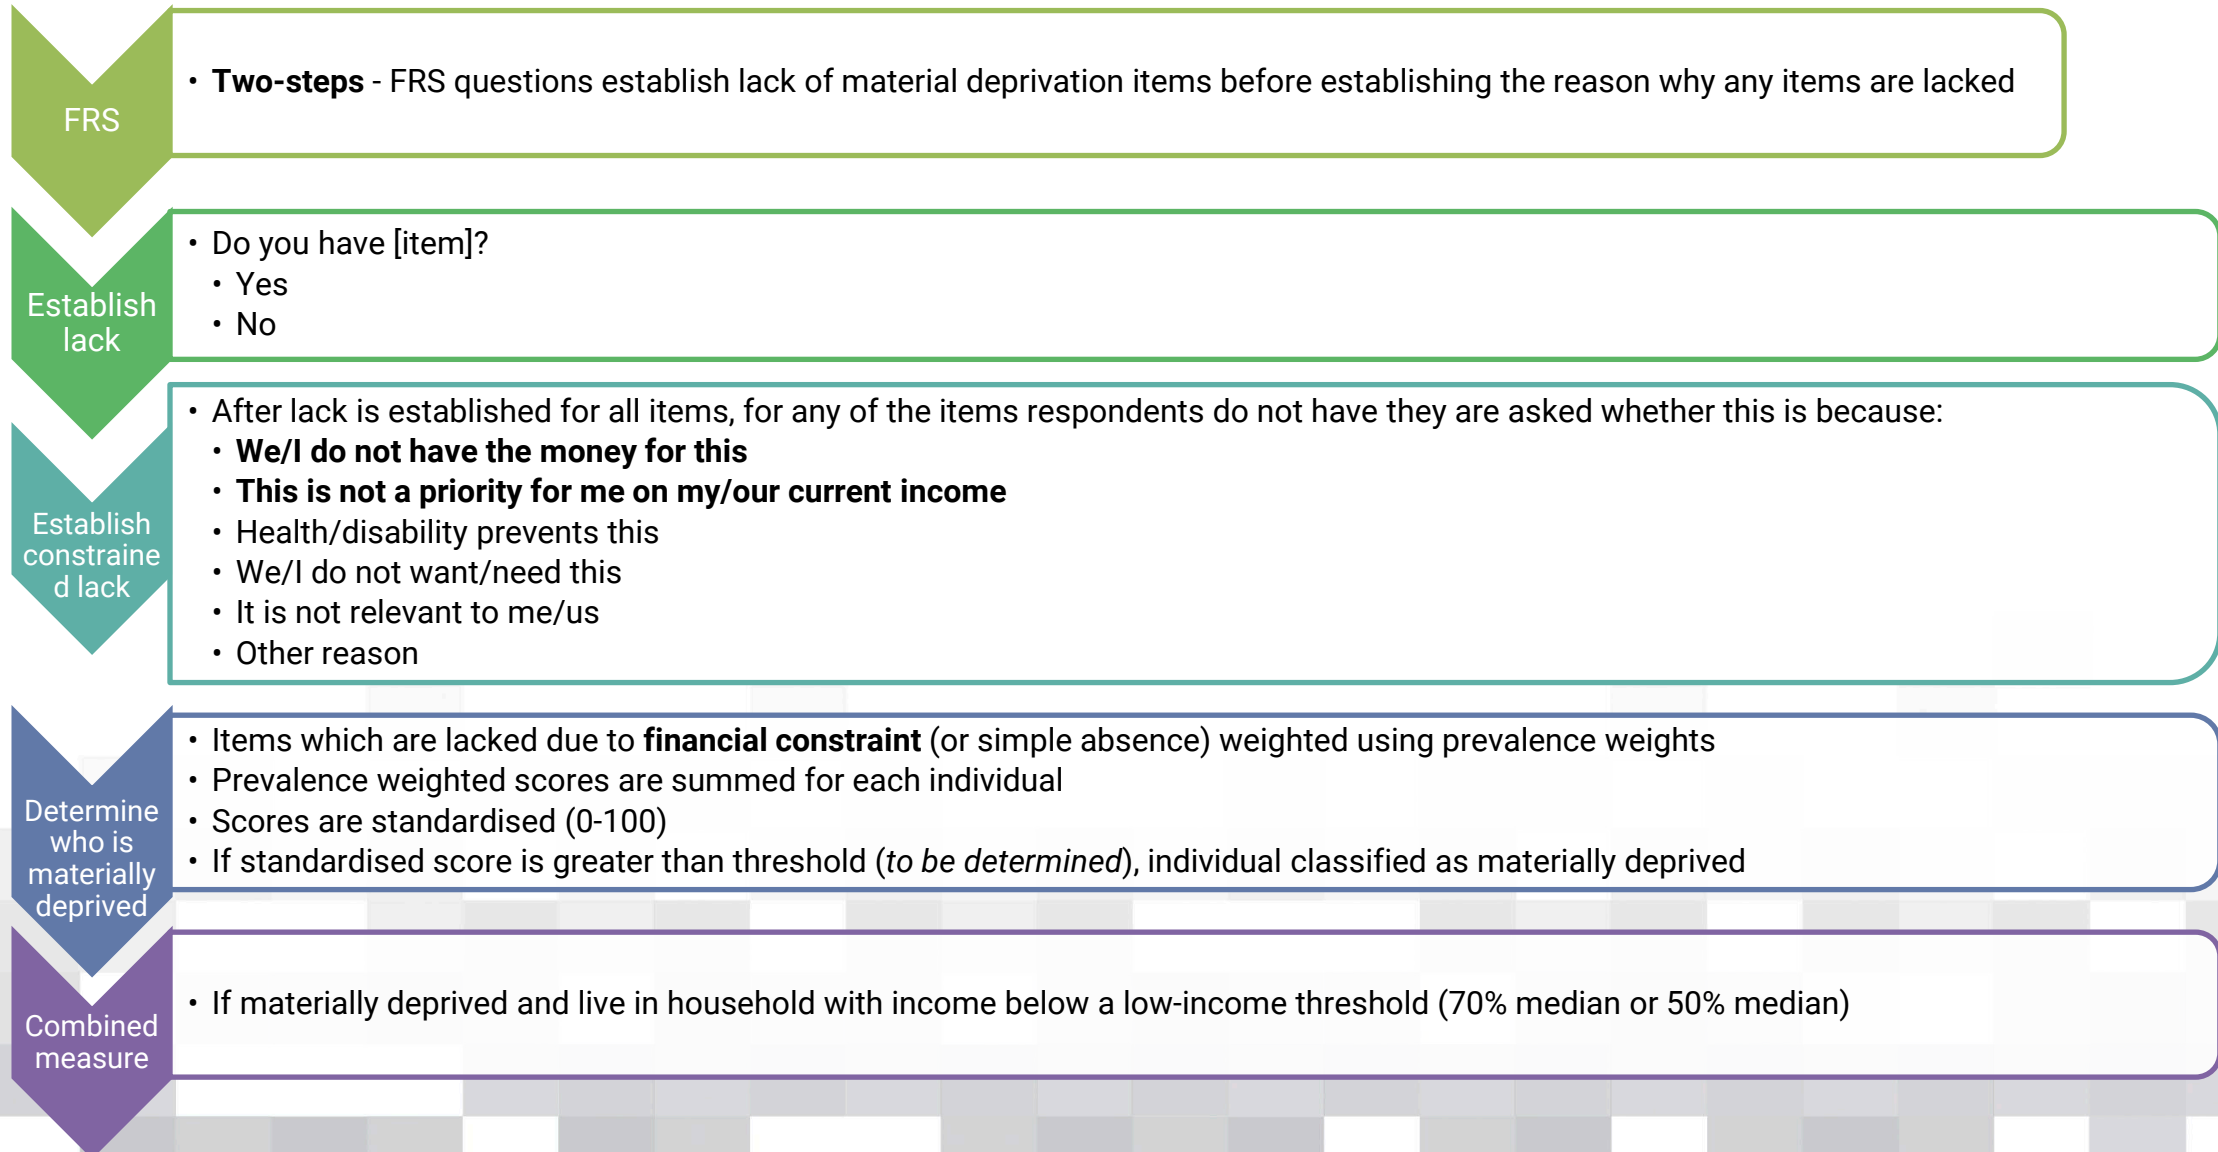 FRS
• Two-steps - FRS questions establish lack of material deprivation items before establishing the reason why any items are lacked
Establish
lack
• Do you have [item]?
• Yes
• No
Establish
constraine
d lack
• After lack is established for all items, for any of the items respondents do not have they are asked whether this is because:
• We/I do not have the money for this
• This is not a priority for me on my/our current income
• Health/disability prevents this
• We/I do not want/need this
• It is not relevant to me/us
• Other reason
Determine
who is
materially
deprived
• Items which are lacked due to financial constraint (or simple absence) weighted using prevalence weights
• Prevalence weighted scores are summed for each individual
• Scores are standardised (0-100)
• If standardised score is greater than threshold (to be determined), individual classified as materially deprived
Combined
measure
• If materially deprived and live in household with income below a low-income threshold (70% median or 50% median)